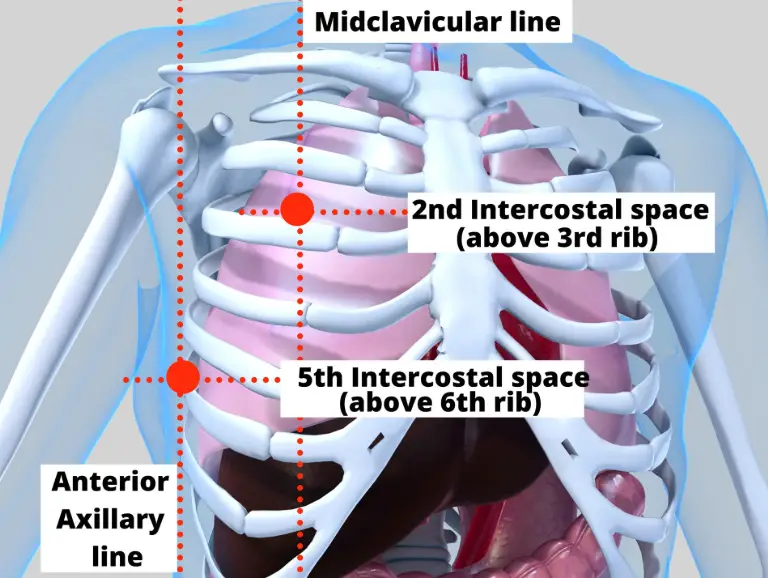 Midclavicular line
2nd Intercostal space
(above 3rd rib)
5th Intercostal space
(above 6th rib)
Anterior
Axillary
line